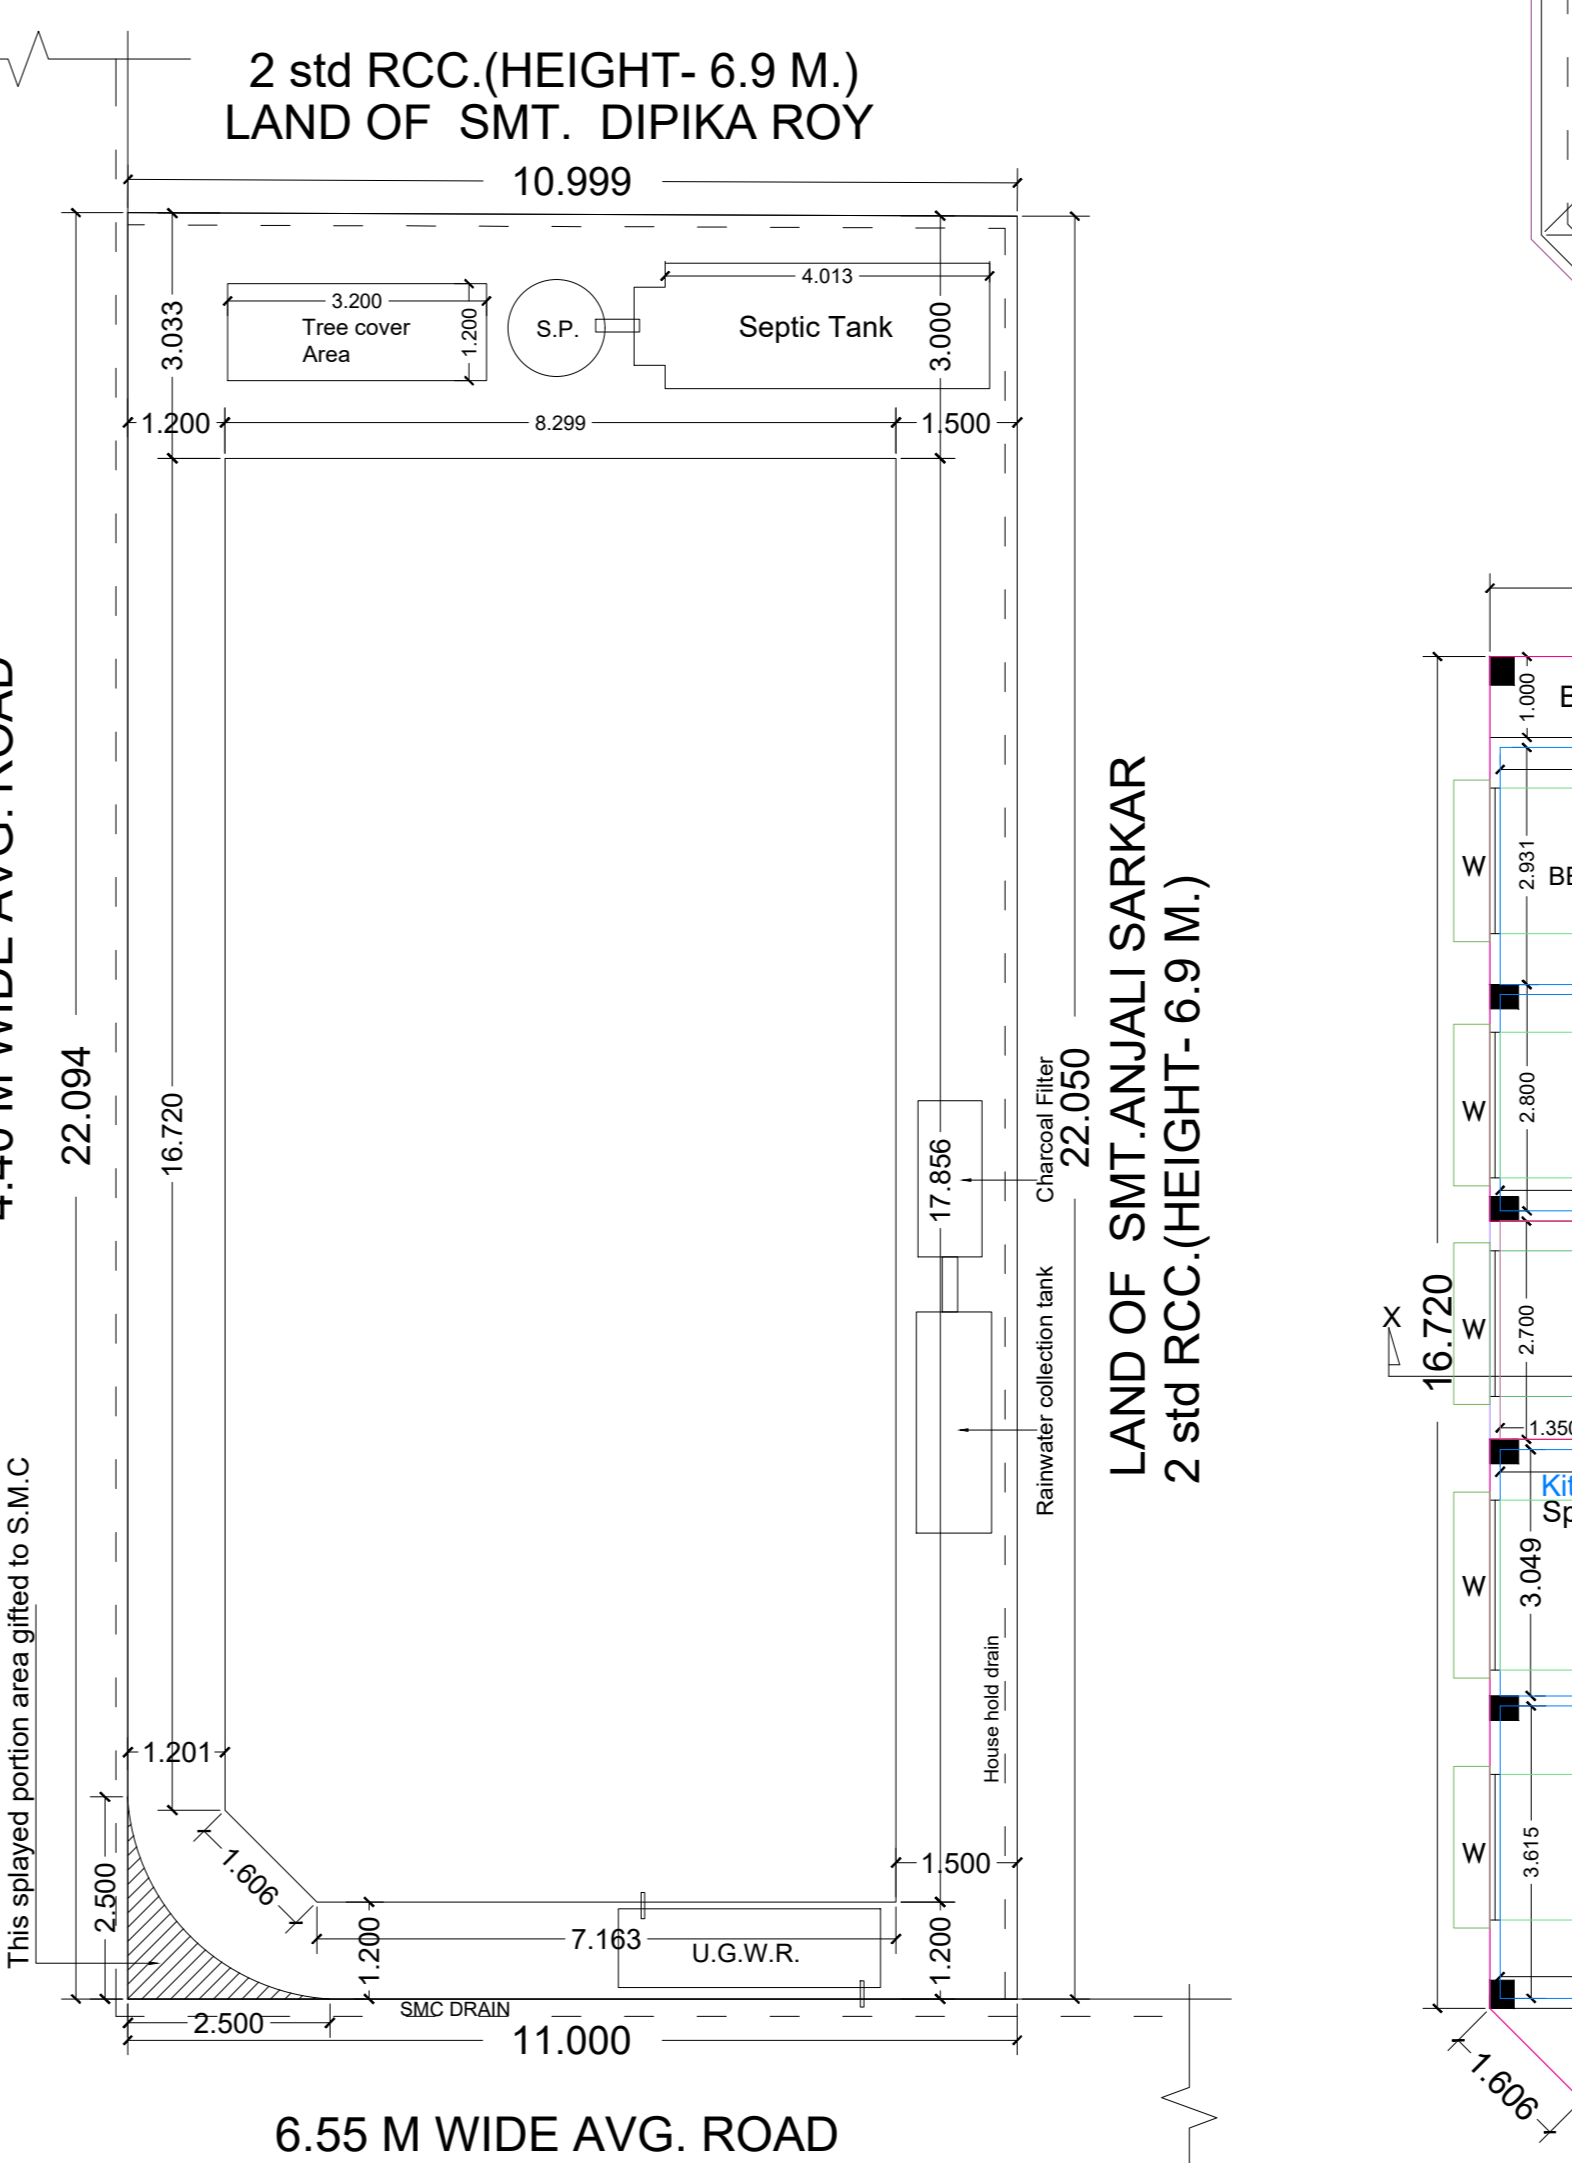 2 std RCC.(HEIGHT- 6.9 M.)
LAND OF SMT. DIPIKA ROY
10.999
3.200
Tree cover
Area
1.200
S.P.
4.013
Septic Tank
3.033
3.000
1.200
8.299
1.500
WIDE AVG. ROAD
22.094
16.720
17.856
Charcoal Filter
22.050
Rainwater collection tank
LAND OF SMT.ANJALI SARKAR
2 std RCC.(HEIGHT- 6.9 M.)
House hold drain
This splayed portion area gifted to S.M.C
1.201
2.500
1.606
1.500
1.200
7.163
U.G.W.R.
1.200
SMC DRAIN
2.500
11.000
6.55 M WIDE AVG. ROAD
1.000
W
2.931
W
2.800
X
16.720
W
2.700
W
3.049
W
3.615
1.606